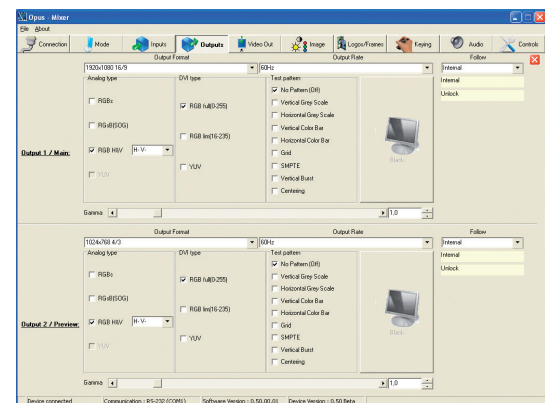 Opus - Mixer
File About
Connection Mode Inputs Outputs Video Out Image Logos/Frames Keying Audio Controls
Output Format Output Rate Follow
1920x1080 16/9 60Hz Internal
Analog type DVI type Test pattern Internal
Unlock
RGBs RGB full(0-255) No Pattern (Off)
Vertical Grey Scale
RGsB(SOG) RGB lim(16-235) Horizontal Grey Scale
Vertical Color Bar
Horizontal Color Bar
Output 1 / Main: RGB H&V H- V- Grid Black
YUV YUV SMPTE
Vertical Burst
Centering
Gamma 1,0
Output Format Output Rate Follow
1024x768 4/3 60Hz Internal
Analog type DVI type Test pattern Internal
Unlock
RGBs RGB full(0-255) No Pattern (Off)
Vertical Grey Scale
RGsB(SOG) RGB lim(16-235) Horizontal Grey Scale
Vertical Color Bar
Horizontal Color Bar
Output 2 / Preview: RGB H&V H- V- Grid Black
YUV YUV SMPTE
Vertical Burst
Centering
Gamma 1,0
Device connected Communication : RS-232 (COM1) Software Version : 0.50.00.01 Device Version : 0.50 Beta